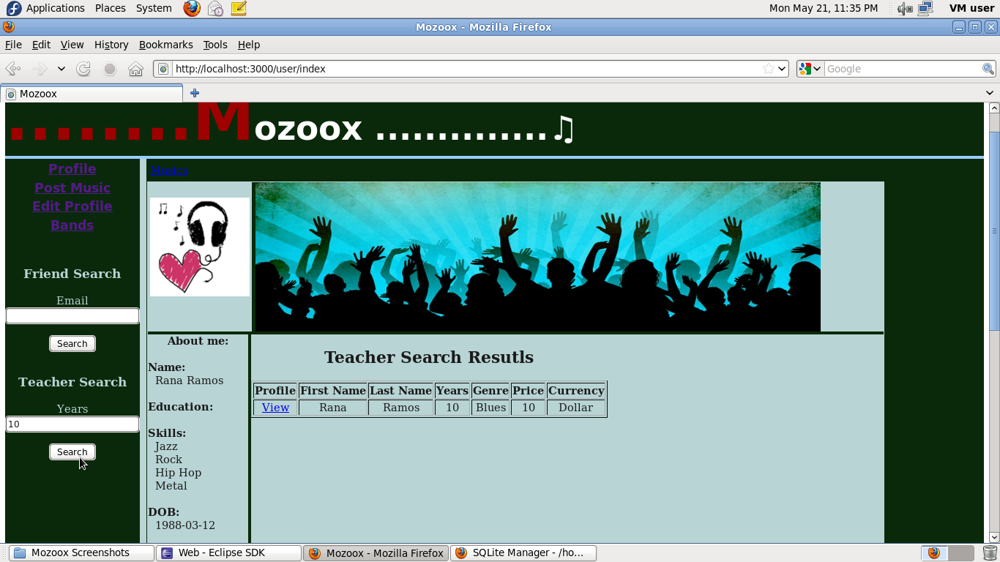 Applications Places System Mon May 21, 11:35 PM VM user
Mozoox - Mozilla Firefox
File Edit View History Bookmarks Tools Help
http://localhost:3000/user/index Google
Mozoox
........Mozoox ..............♫
Profile
Post Music
Edit Profile
Bands
Friend Search
Email
Search
Teacher Search
Years
10
Search
Musics
About me:
Name:
Rana Ramos
Education:
Skills:
Jazz
Rock
Hip Hop
Metal
DOB:
1988-03-12
Teacher Search Resutls
Profile First Name Last Name Years Genre Price Currency
View Rana Ramos 10 Blues 10 Dollar
Mozoox Screenshots Web - Eclipse SDK Mozoox - Mozilla Firefox SQLite Manager - /ho...